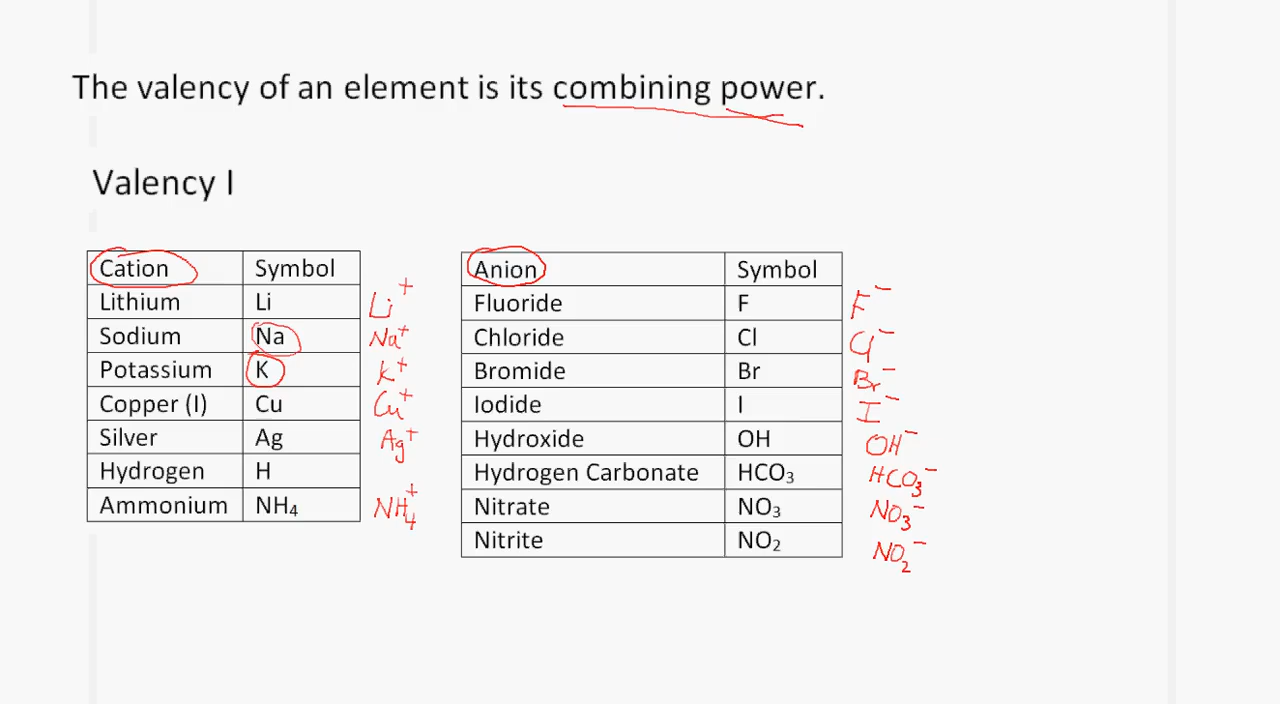 The valency of an element is its combining power.
Valency I
Cation Symbol
Lithium Li Li⁺
Sodium Na Na⁺
Potassium K K⁺
Copper (I) Cu Cu⁺
Silver Ag Ag⁺
Hydrogen H
Ammonium NH₄ NH₄⁺
Anion Symbol
Fluoride F F⁻
Chloride Cl Cl⁻
Bromide Br Br⁻
Iodide I I⁻
Hydroxide OH OH⁻
Hydrogen Carbonate HCO₃ HCO₃⁻
Nitrate NO₃ NO₃⁻
Nitrite NO₂ NO₂⁻